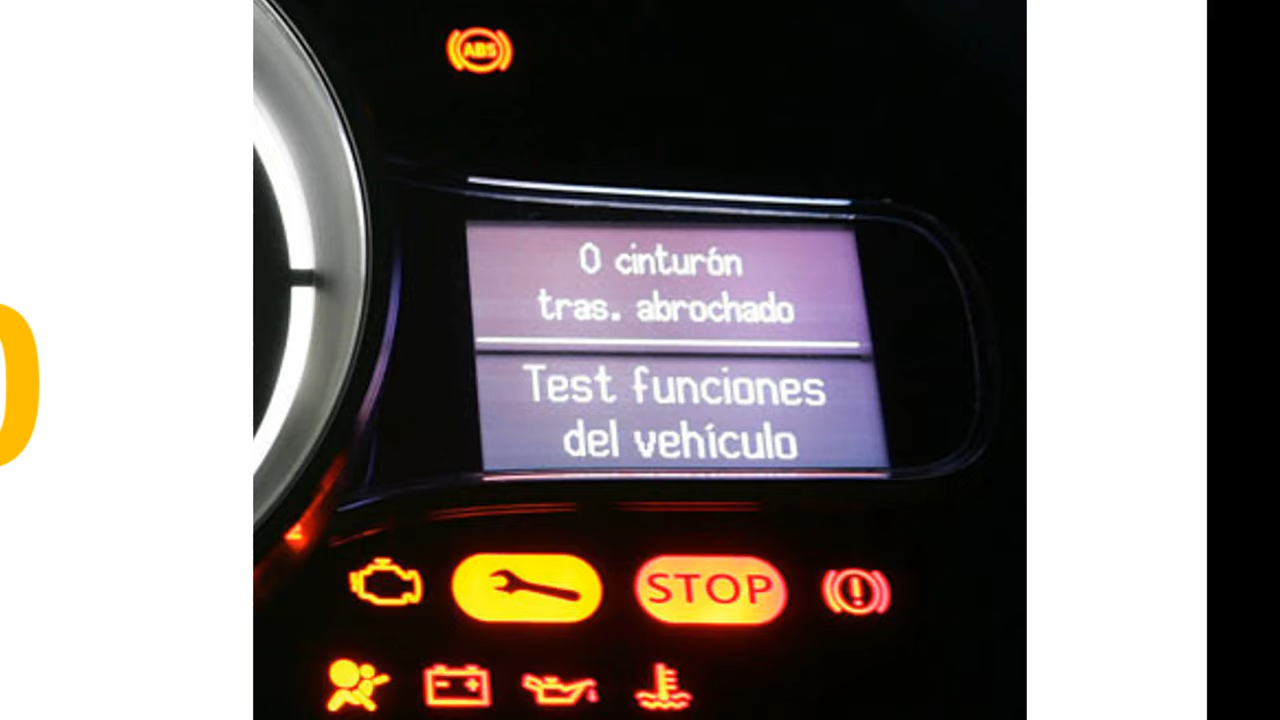 ABS
0 cinturón
tras. abrochado
Test funciones
del vehículo
STOP